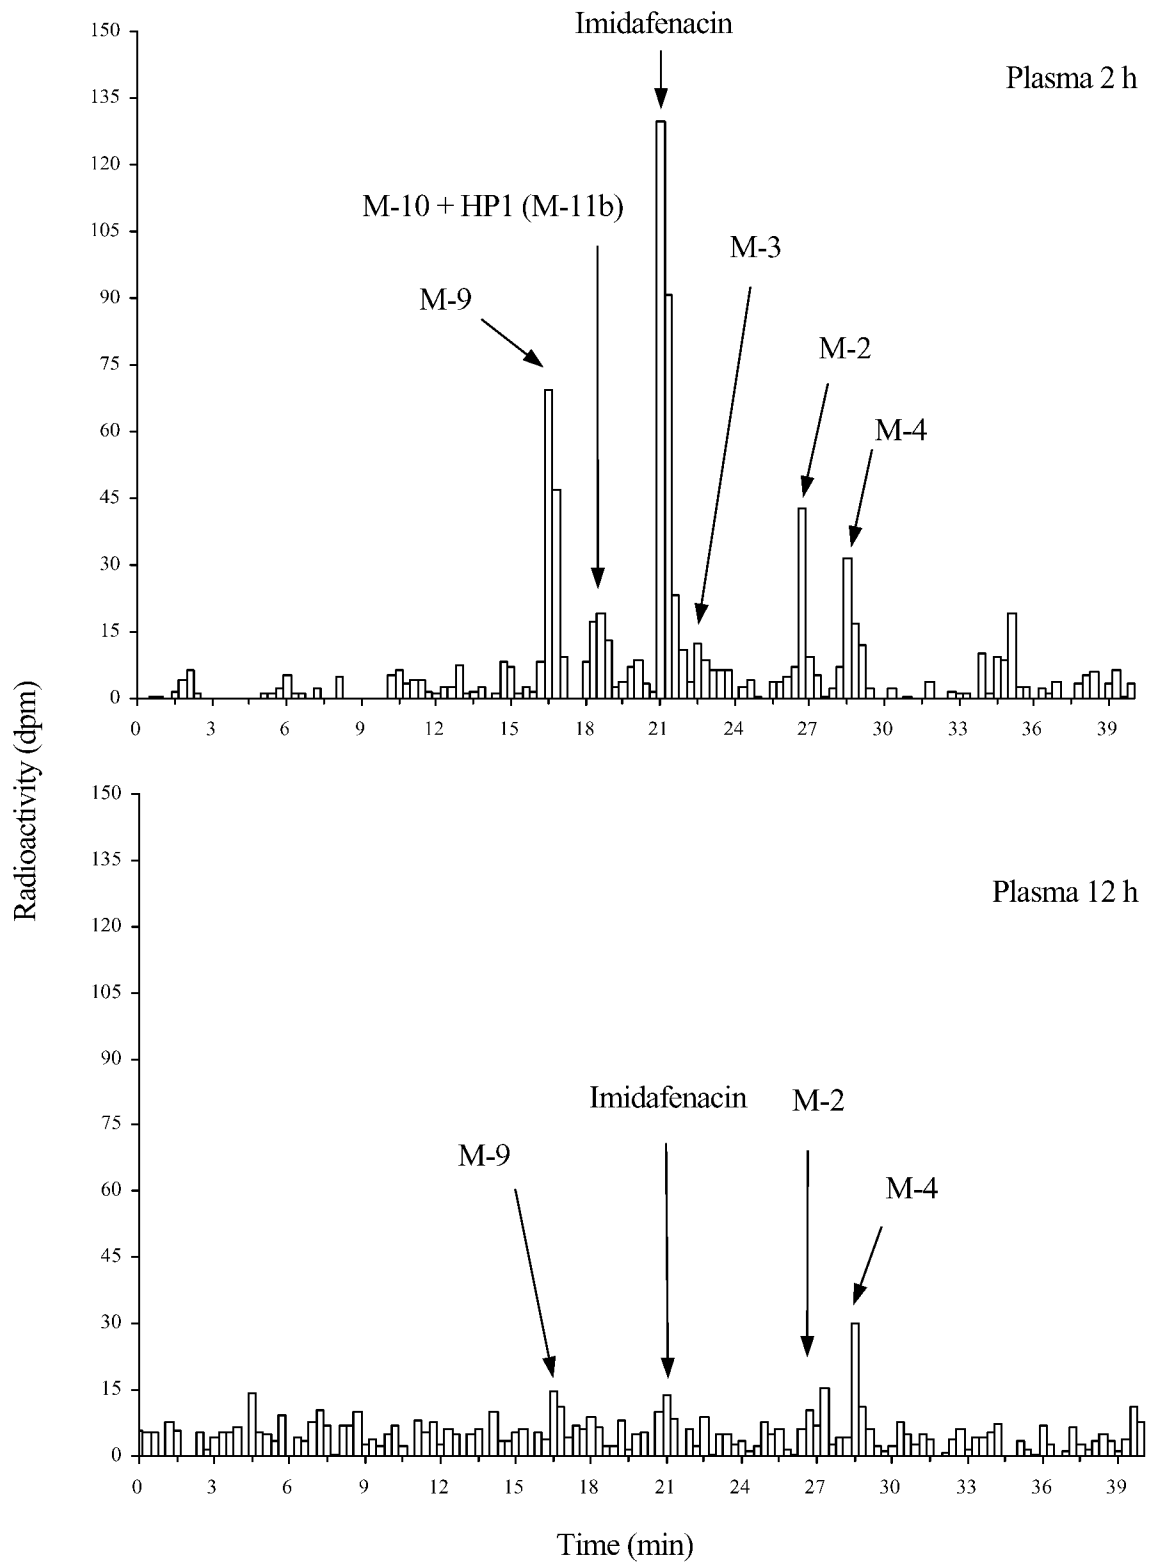 Imidafenacin
Plasma 2 h
M-10 + HP1 (M-11b)
M-3
M-9
M-2
M-4
150
135
120
105
90
75
60
45
30
15
0
0 3 6 9 12 15 18 21 24 27 30 33 36 39
Radioactivity (dpm)
Plasma 12 h
Imidafenacin
M-2
M-9
M-4
150
135
120
105
90
75
60
45
30
15
0
0 3 6 9 12 15 18 21 24 27 30 33 36 39
Time (min)